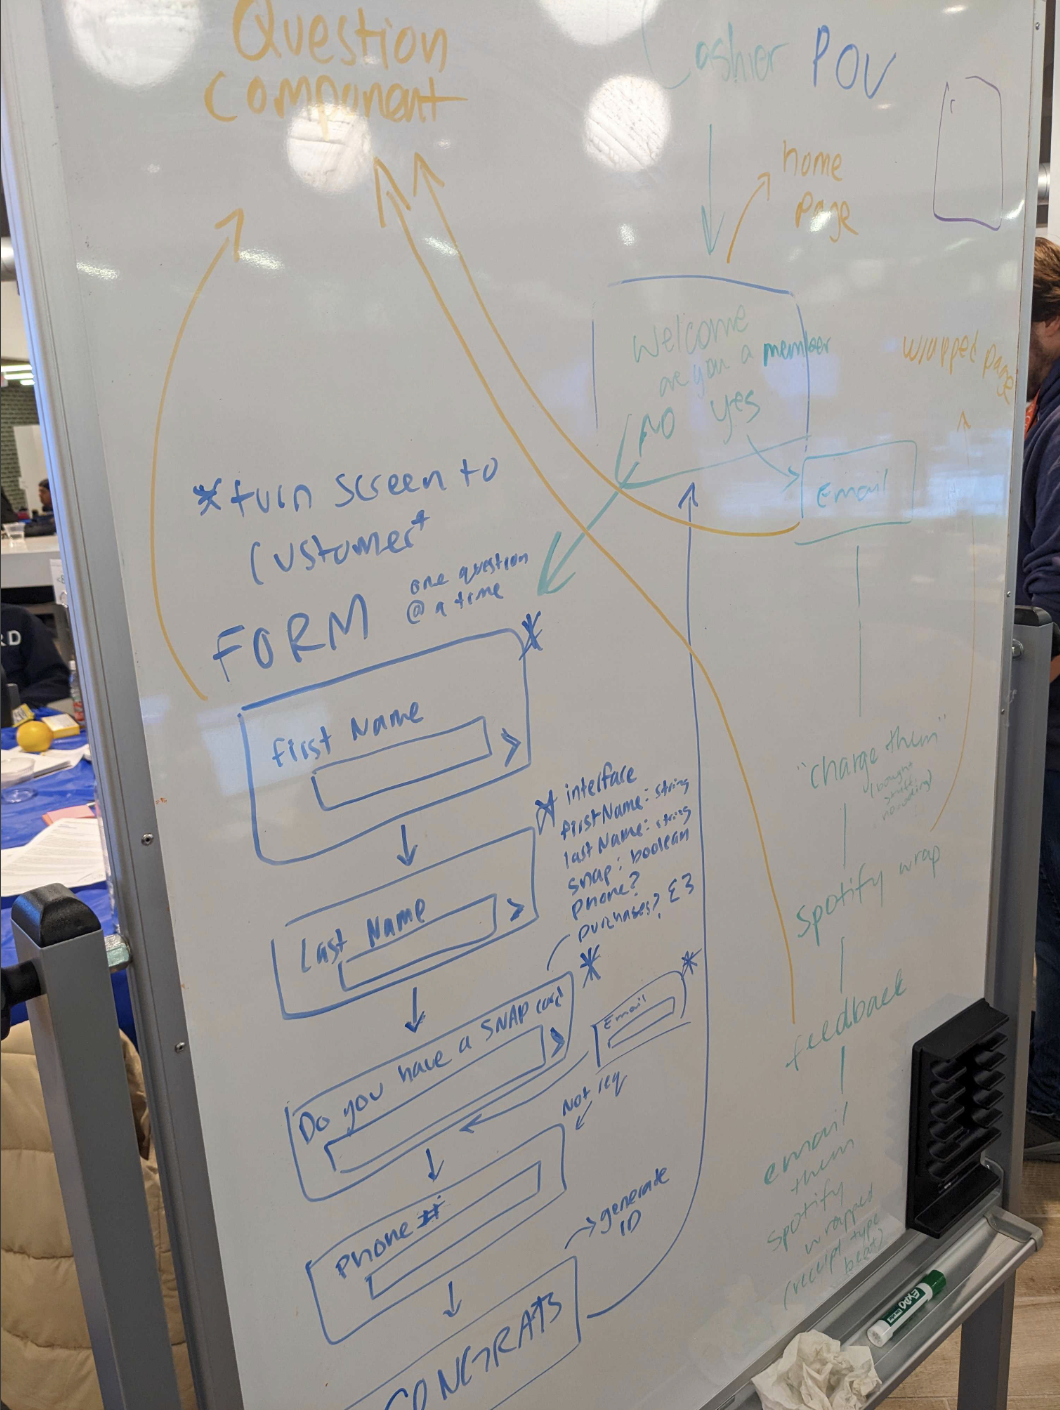 Question
Component
Cashier POV
home
page
Welcome
are you a member
NO yes
wrapped page
Email
*turn screen to
customer*
FORM
one question
@ a time
First Name
>
Last Name
>
* interface
firstName: string
lastName: string
snap: boolean
phone?
purchases?
Do you have a SNAP card
>
Email
Not req
Phone #
generate
ID
CONGRATS
"charge them"
spotify wrap
feedback
email
them
spotify
wrapped
(receipt type
EXPO
RD